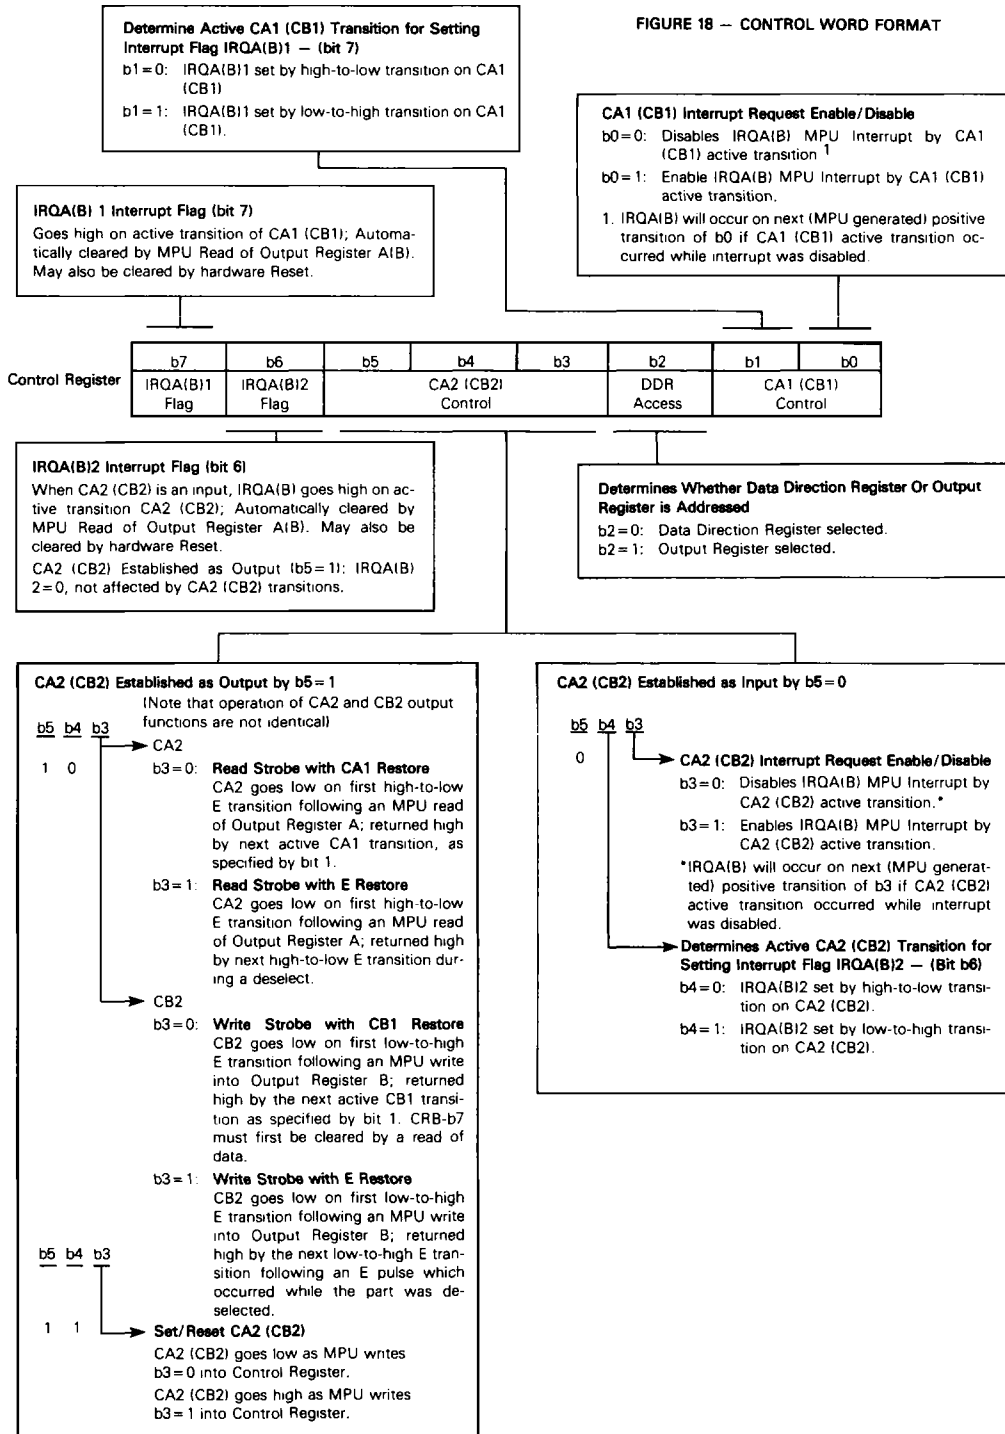 FIGURE 18 — CONTROL WORD FORMAT
Determine Active CA1 (CB1) Transition for Setting
Interrupt Flag IRQA(B)1 — (bit 7)
b1=0: IRQA(B)1 set by high-to-low transition on CA1
(CB1)
b1=1: IRQA(B)1 set by low-to-high transition on CA1
(CB1).
CA1 (CB1) Interrupt Request Enable/Disable
b0=0: Disables IRQA(B) MPU Interrupt by CA1
(CB1) active transition 1
b0=1: Enable IRQA(B) MPU Interrupt by CA1 (CB1)
active transition.
1. IRQA(B) will occur on next (MPU generated) positive
transition of b0 if CA1 (CB1) active transition oc-
curred while interrupt was disabled.
IRQA(B) 1 Interrupt Flag (bit 7)
Goes high on active transition of CA1 (CB1); Automa-
tically cleared by MPU Read of Output Register A(B).
May also be cleared by hardware Reset.
b7 b6 b5 b4 b3 b2 b1 b0
Control Register
IRQA(B)1 IRQA(B)2 CA2 (CB2) DDR CA1 (CB1)
Flag Flag Control Access Control
IRQA(B)2 Interrupt Flag (bit 6)
When CA2 (CB2) is an input, IRQA(B) goes high on ac-
tive transition CA2 (CB2); Automatically cleared by
MPU Read of Output Register A(B). May also be
cleared by hardware Reset.
CA2 (CB2) Established as Output (b5=1): IRQA(B)
2=0, not affected by CA2 (CB2) transitions.
Determines Whether Data Direction Register Or Output
Register is Addressed
b2=0: Data Direction Register selected.
b2=1: Output Register selected.
CA2 (CB2) Established as Output by b5=1
(Note that operation of CA2 and CB2 output
functions are not identical)
b5 b4 b3
CA2
1 0
b3=0: Read Strobe with CA1 Restore
CA2 goes low on first high-to-low
E transition following an MPU read
of Output Register A; returned high
by next active CA1 transition, as
specified by bit 1.
b3=1: Read Strobe with E Restore
CA2 goes low on first high-to-low
E transition following an MPU read
of Output Register A; returned high
by next high-to-low E transition dur-
ing a deselect.
CB2
b3=0: Write Strobe with CB1 Restore
CB2 goes low on first low-to-high
E transition following an MPU write
into Output Register B; returned
high by the next active CB1 transi-
tion as specified by bit 1. CRB-b7
must first be cleared by a read of
data.
b3=1: Write Strobe with E Restore
CB2 goes low on first low-to-high
E transition following an MPU write
into Output Register B; returned
high by the next low-to-high E tran-
sition following an E pulse which
occurred while the part was de-
selected.
b5 b4 b3
1 1
Set/Reset CA2 (CB2)
CA2 (CB2) goes low as MPU writes
b3=0 into Control Register.
CA2 (CB2) goes high as MPU writes
b3=1 into Control Register.
CA2 (CB2) Established as Input by b5=0
b5 b4 b3
0
CA2 (CB2) Interrupt Request Enable/Disable
b3=0: Disables IRQA(B) MPU Interrupt by
CA2 (CB2) active transition.*
b3=1: Enables IRQA(B) MPU Interrupt by
CA2 (CB2) active transition.
*IRQA(B) will occur on next (MPU generat-
ed) positive transition of b3 if CA2 (CB2)
active transition occurred while interrupt
was disabled.
Determines Active CA2 (CB2) Transition for
Setting Interrupt Flag IRQA(B)2 — (Bit b6)
b4=0: IRQA(B)2 set by high-to-low transi-
tion on CA2 (CB2).
b4=1: IRQA(B)2 set by low-to-high transi-
tion on CA2 (CB2).